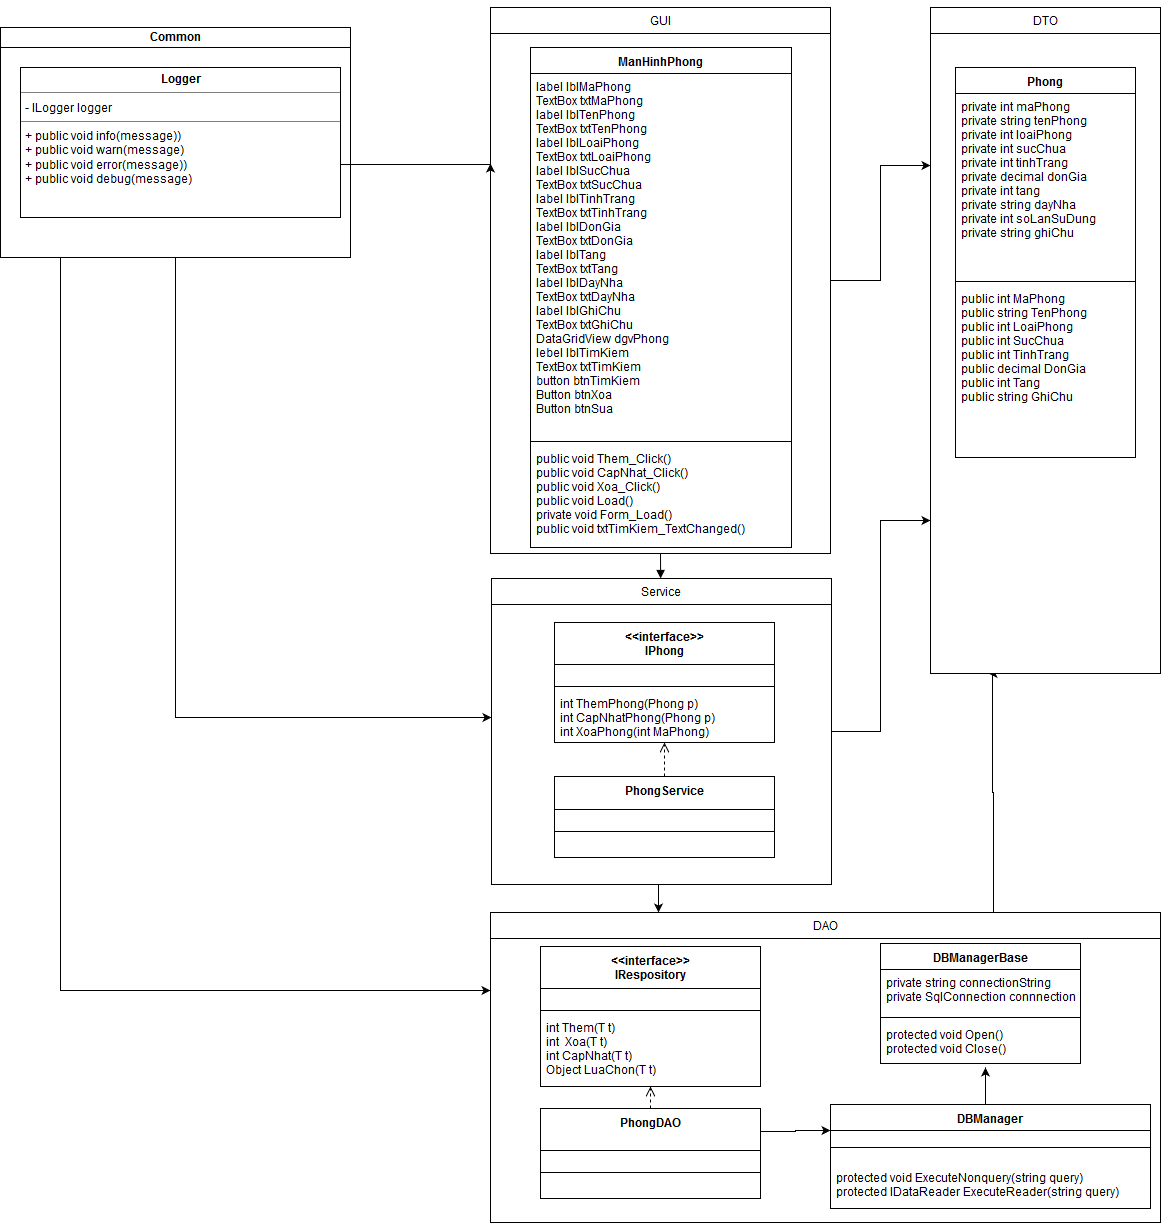 Common
Logger
- ILogger logger
+ public void info(message))
+ public void warn(message)
+ public void error(message))
+ public void debug(message)
GUI
ManHinhPhong
label lblMaPhong
TextBox txtMaPhong
label lblTenPhong
TextBox txtTenPhong
label lblLoaiPhong
TextBox txtLoaiPhong
label lblSucChua
TextBox txtSucChua
label lblTinhTrang
TextBox txtTinhTrang
label lblDonGia
TextBox txtDonGia
label lblTang
TextBox txtTang
label lblDayNha
TextBox txtDayNha
label lblGhiChu
TextBox txtGhiChu
DataGridView dgvPhong
lebel lblTimKiem
TextBox txtTimKiem
button btnTimKiem
Button btnXoa
Button btnSua
public void Them_Click()
public void CapNhat_Click()
public void Xoa_Click()
public void Load()
private void Form_Load()
public void txtTimKiem_TextChanged()
DTO
Phong
private int maPhong
private string tenPhong
private int loaiPhong
private int sucChua
private int tinhTrang
private decimal donGia
private int tang
private string dayNha
private int soLanSuDung
private string ghiChu
public int MaPhong
public string TenPhong
public int LoaiPhong
public int SucChua
public int TinhTrang
public decimal DonGia
public int Tang
public string GhiChu
Service
<<interface>>
IPhong
int ThemPhong(Phong p)
int CapNhatPhong(Phong p)
int XoaPhong(int MaPhong)
PhongService
DAO
<<interface>>
IRespository
int Them(T t)
int  Xoa(T t)
int CapNhat(T t)
Object LuaChon(T t)
PhongDAO
DBManagerBase
private string connectionString
private SqlConnection connnection
protected void Open()
protected void Close()
DBManager
protected void ExecuteNonquery(string query)
protected IDataReader ExecuteReader(string query)